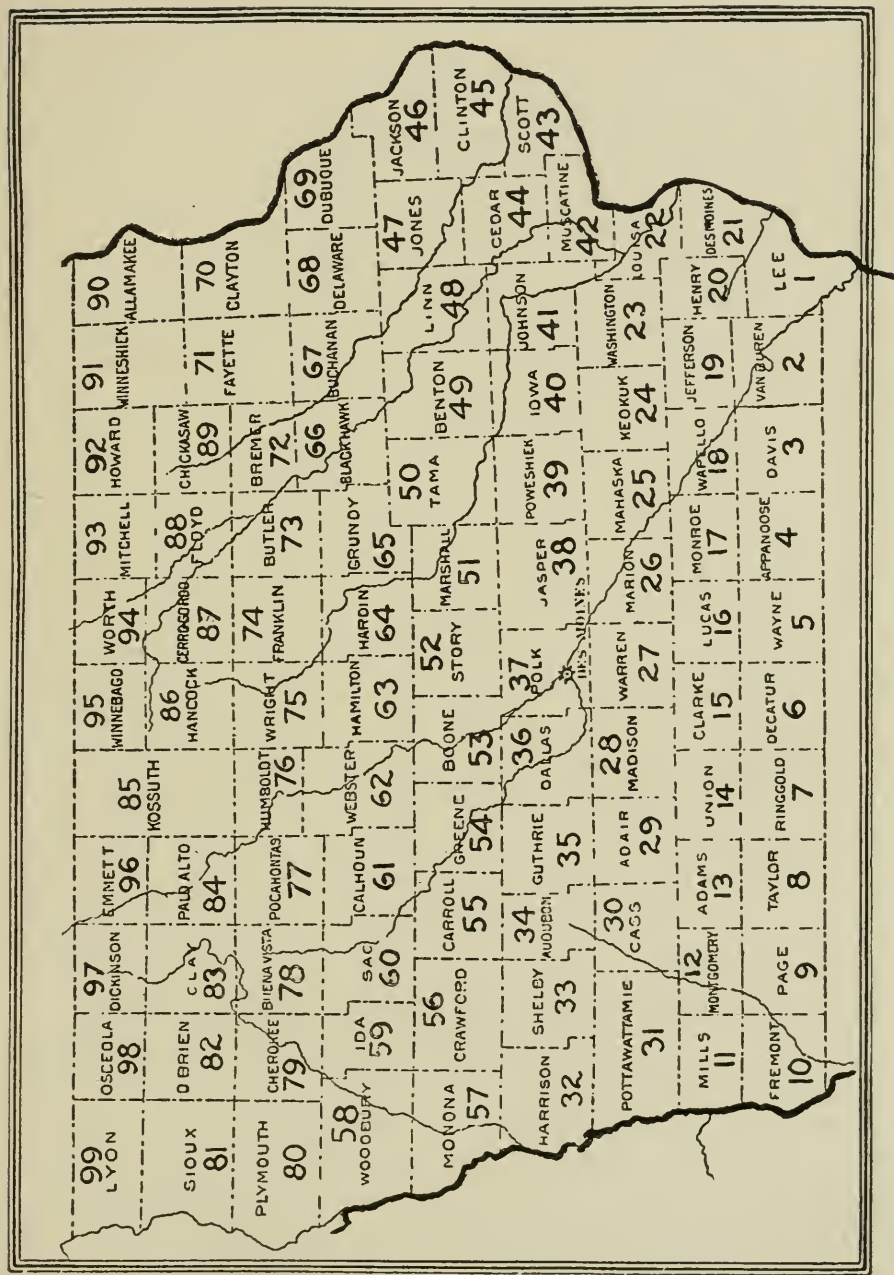 99
LYON
OSCEOLA
98
97
DICKINSON
EMMETT
96
85
KOSSUTH
95
WINNEBAGO
WORTH
94
93
MITCHELL
92
HOWARD
91
WINNESHIEK
90
ALLAMAKEE
SIOUX
81
OBRIEN
82
CLAY
83
PALO ALTO
84
86
HANCOCK
CERROGORDO
87
88
FLOYD
CHICKASAW
89
71
FAYETTE
70
CLAYTON
PLYMOUTH
80
CHEROKEE
79
BUENAVISTA
78
POCAHONTAS
77
HUMBOLDT
76
WRIGHT
75
74
FRANKLIN
BUTLER
73
BREMER
72
58
WOODBURY
IDA
59
SAC
60
CALHOUN
61
WEBSTER
62
HAMILTON
63
HARDIN
64
GRUNDY
65
66
BLACKHAWK
67
BUCHANAN
68
DELAWARE
69
DUBUQUE
MONONA
57
56
CRAWFORD
CARROLL
55
GREENE
54
BOONE
53
52
STORY
MARSHALL
51
50
TAMA
BENTON
49
LINN
48
47
JONES
JACKSON
46
CLINTON
45
HARRISON
32
SHELBY
33
34
AUDUBON
GUTHRIE
35
36
DALLAS
37
POLK
DES MOINES
JASPER
38
POWESHIEK
39
IOWA
40
JOHNSON
41
CEDAR
44
MUSCATINE
42
SCOTT
43
POTTAWATTAMIE
31
30
CASS
ADAIR
29
28
MADISON
WARREN
27
MARION
26
MAHASKA
25
KEOKUK
24
WASHINGTON
23
LOUISA
22
MILLS
11
12
MONTGOMERY
ADAMS
13
UNION
14
CLARKE
15
LUCAS
16
MONROE
17
WAPELLO
18
JEFFERSON
19
HENRY
20
DESMOINES
21
FREMONT
10
PAGE
9
TAYLOR
8
RINGGOLD
7
DECATUR
6
WAYNE
5
APPANOOSE
4
DAVIS
3
VAN BUREN
2
LEE
1